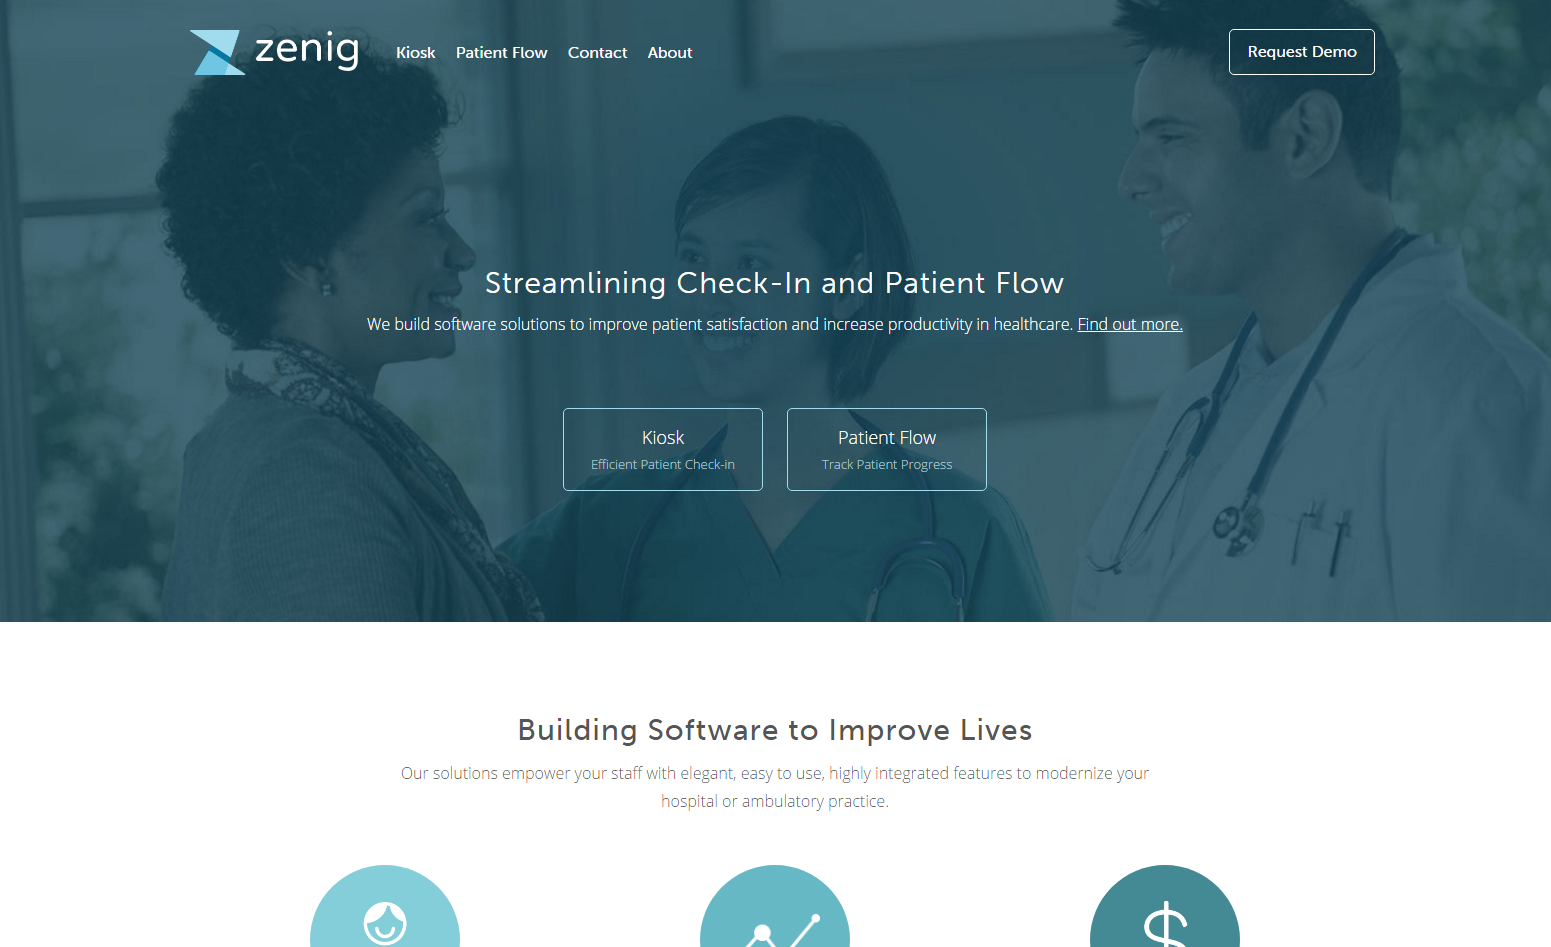 zenig
Kiosk
Patient Flow
Contact
About
Request Demo
Streamlining Check-In and Patient Flow
We build software solutions to improve patient satisfaction and increase productivity in healthcare. Find out more.
Kiosk
Efficient Patient Check-in
Patient Flow
Track Patient Progress
Building Software to Improve Lives
Our solutions empower your staff with elegant, easy to use, highly integrated features to modernize your
hospital or ambulatory practice.
$